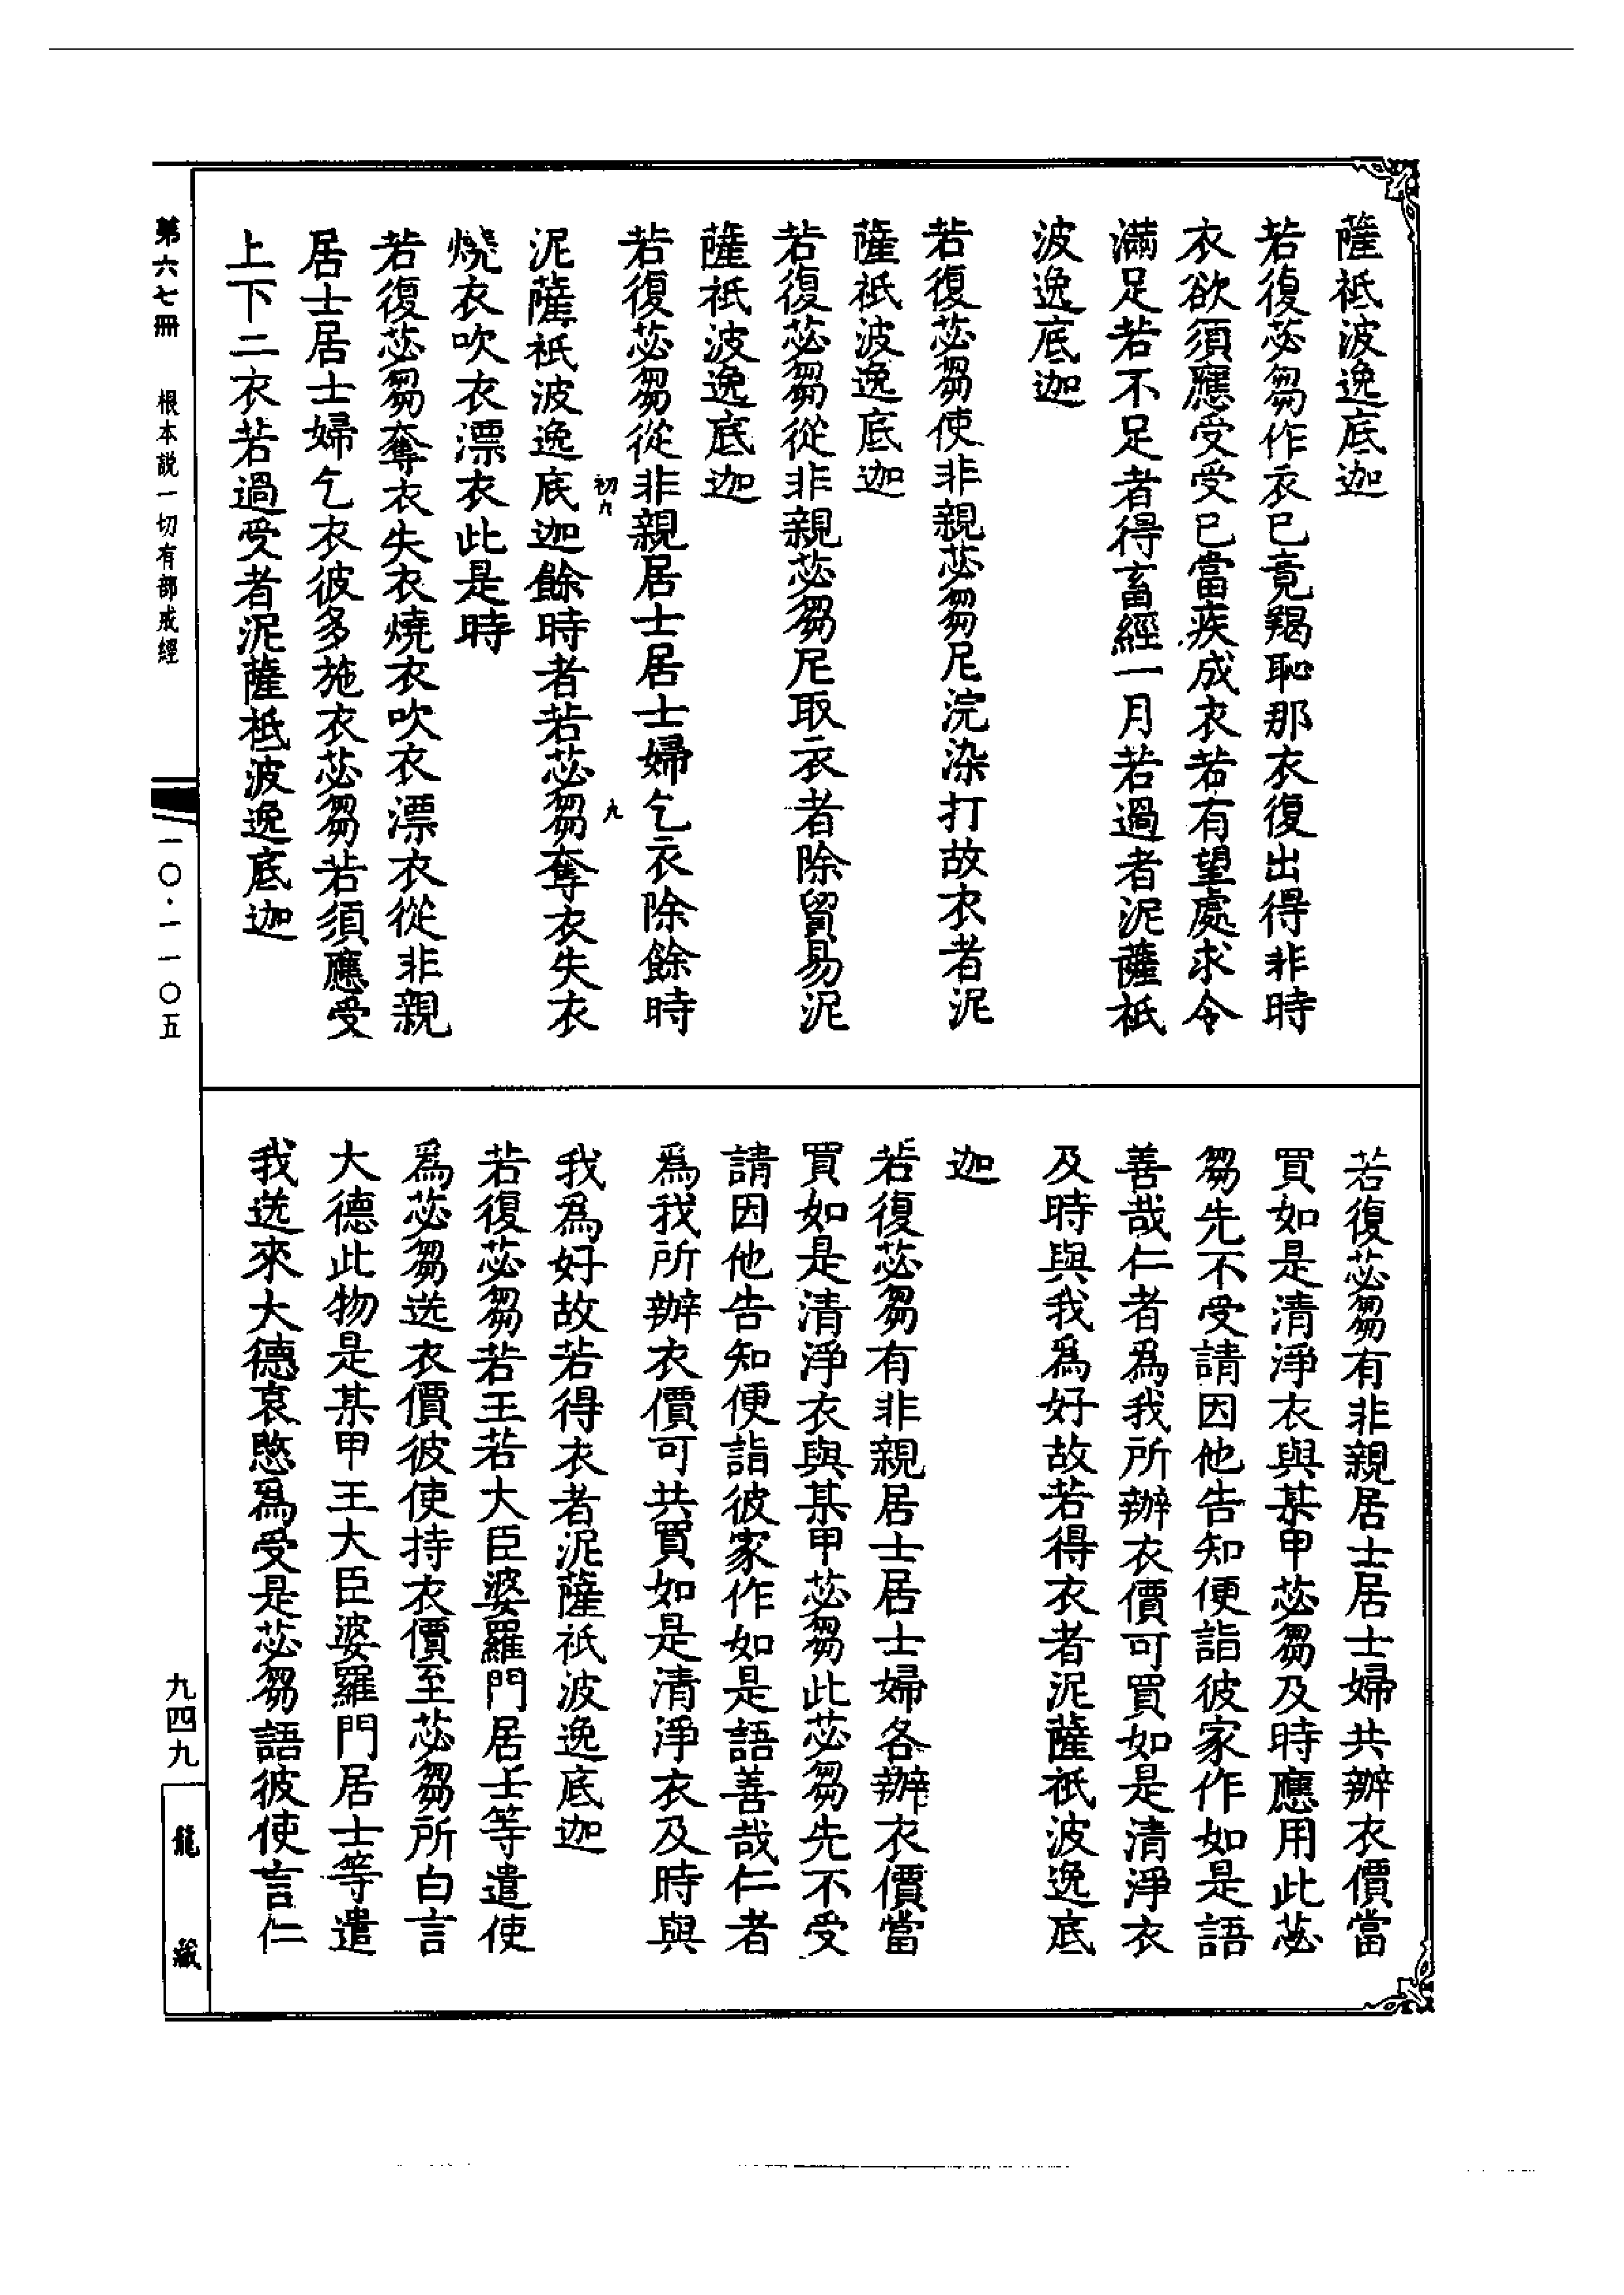 薩祇波逸底迦
若復苾芻作衣已竟羯恥那衣復出得非時
衣欲須應受受已當疾成衣若有望處求令
滿足若不足者得畜經一月若過者泥薩祇
波逸底迦
若復苾芻使非親苾芻尼浣染打故衣者泥
薩祇波逸底迦
若復苾芻從非親苾芻尼取衣者除貿易泥
薩祇波逸底迦
若復苾芻從非親居士居士婦乞衣除餘時
初九
九
泥薩祇波逸底迦餘時者若苾芻奪衣失衣
燒衣吹衣漂衣此是時
若復苾芻奪衣失衣燒衣吹衣漂衣從非親
居士居士婦乞衣彼多施衣苾芻若須應受
上下二衣若過受者泥薩祇波逸底迦
若復苾芻有非親居士居士婦共辦衣價當
買如是清淨衣與某甲苾芻及時應用此苾
芻先不受請因他告知便詣彼家作如是語
善哉仁者為我所辦衣價可買如是清淨衣
及時與我為好故若得衣者泥薩祇波逸底
迦
若復苾芻有非親居士居士婦各辦衣價當
買如是清淨衣與某甲苾芻此苾芻先不受
請因他告知便詣彼家作如是語善哉仁者
為我所辦衣價可共買如是清淨衣及時與
我為好故若得衣者泥薩祇波逸底迦
若復苾芻若王若大臣婆羅門居士等遣使
為苾芻送衣價彼使持衣價至苾芻所白言
大德此物是某甲王大臣婆羅門居士等遣
我送來大德哀愍為受是苾芻語彼使言仁
第六七冊 根本説一切有部戒經
一〇·一一〇五
九四九
龍藏